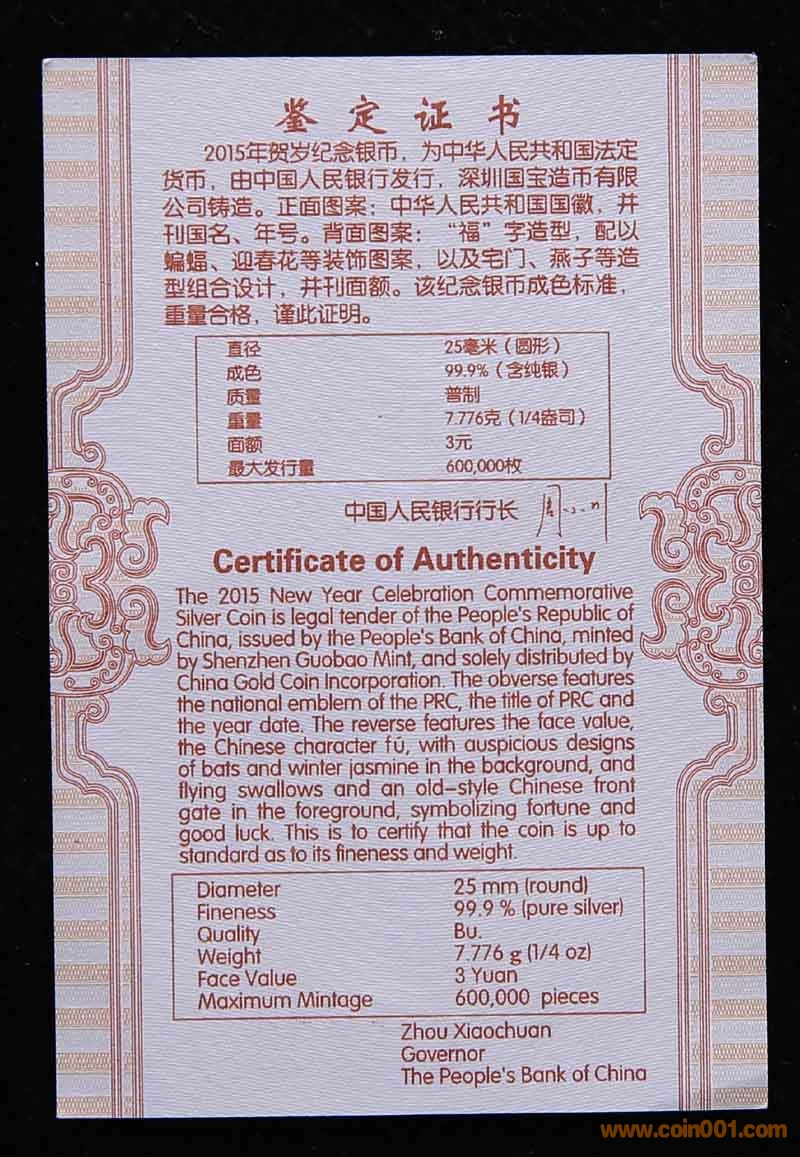 鉴定证书
2015年贺岁纪念银币，为中华人民共和国法定
货币，由中国人民银行发行，深圳国宝造币有限
公司铸造。正面图案：中华人民共和国国徽，并
刊国名、年号。背面图案：“福”字造型，配以
蝙蝠、迎春花等装饰图案，以及宅门、燕子等造
型组合设计，并刊面额。该纪念银币成色标准，
重量合格，谨此证明。
直径 25毫米（圆形）
成色 99.9%（含纯银）
质量 普制
重量 7.776克（1/4盎司）
面额 3元
最大发行量 600,000枚
中国人民银行行长
Certificate of Authenticity
The 2015 New Year Celebration Commemorative
Silver Coin is legal tender of the People's Republic of
China, issued by the People's Bank of China, minted
by Shenzhen Guobao Mint, and solely distributed by
China Gold Coin Incorporation. The obverse features
the national emblem of the PRC, the title of PRC and
the year date. The reverse features the face value,
the Chinese character fú, with auspicious designs
of bats and winter jasmine in the background, and
flying swallows and an old-style Chinese front
gate in the foreground, symbolizing fortune and
good luck. This is to certify that the coin is up to
standard as to its fineness and weight.
Diameter 25 mm (round)
Fineness 99.9 % (pure silver)
Quality Bu.
Weight 7.776 g (1/4 oz)
Face Value 3 Yuan
Maximum Mintage 600,000 pieces
Zhou Xiaochuan
Governor
The People's Bank of China
www.coin001.com